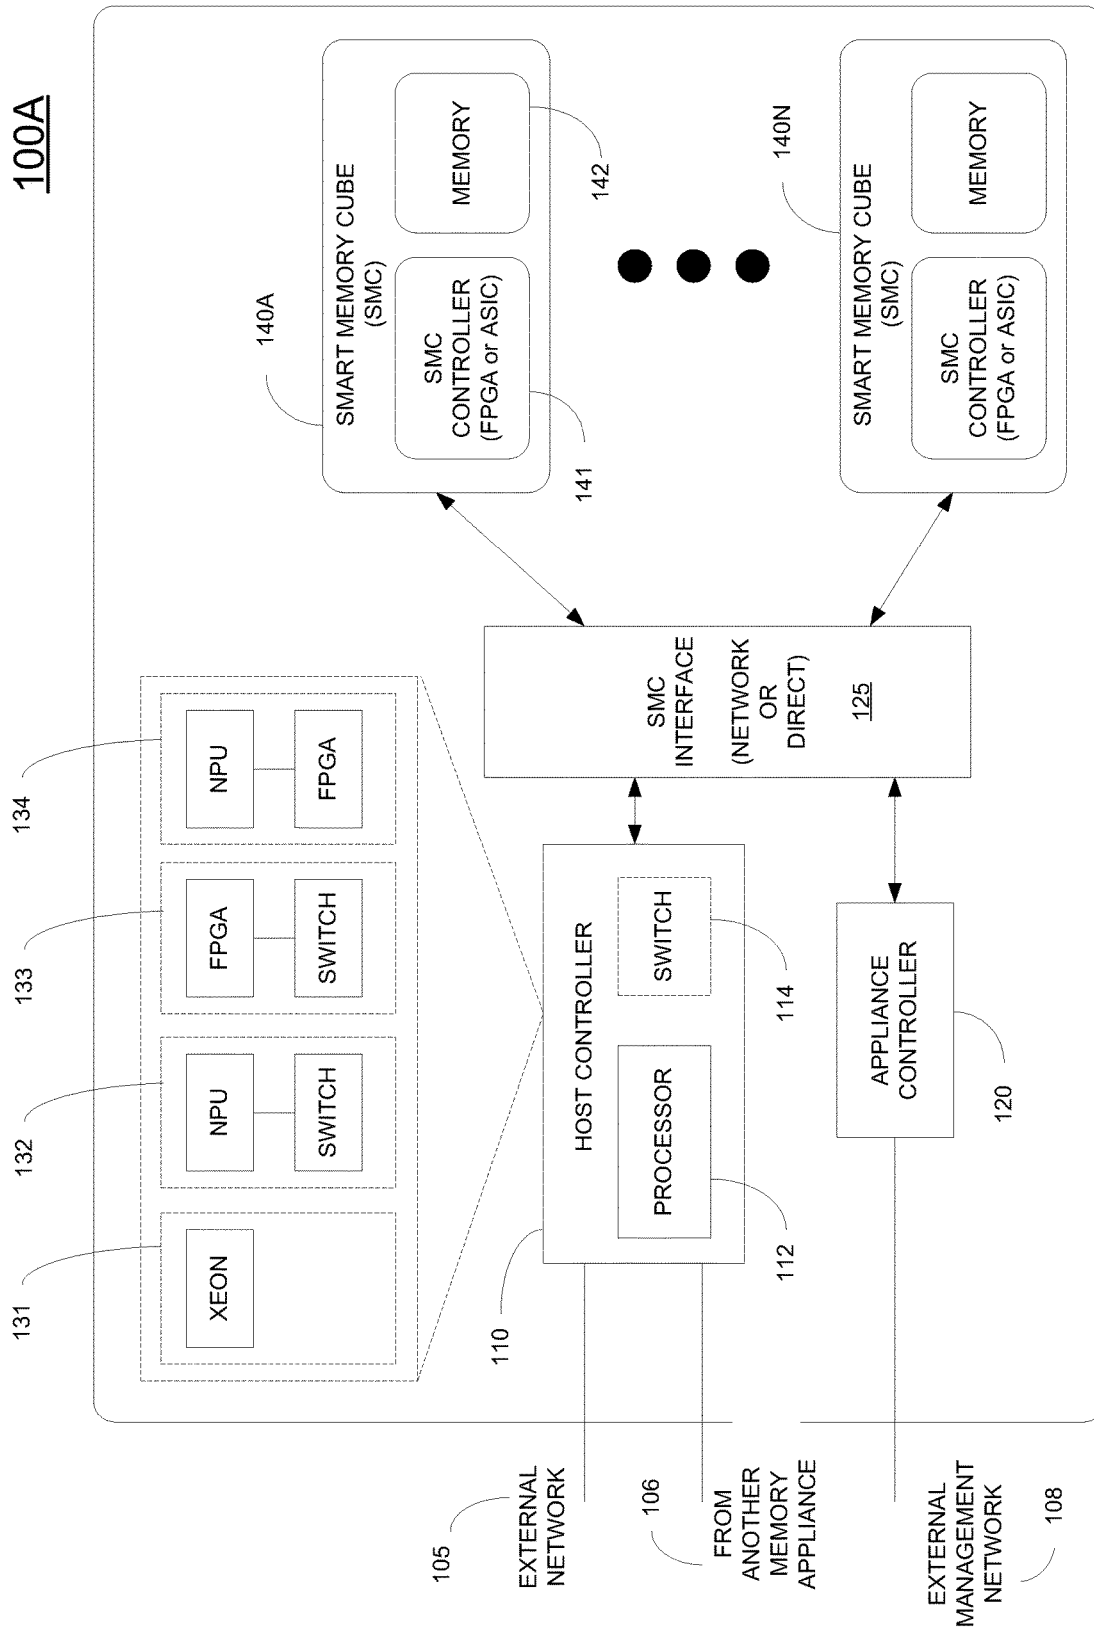 100A
131
132
133
134
XEON
NPU
SWITCH
FPGA
SWITCH
NPU
FPGA
110
HOST CONTROLLER
PROCESSOR
SWITCH
112
114
105
EXTERNAL
NETWORK
106
FROM
ANOTHER
MEMORY
APPLIANCE
EXTERNAL
MANAGEMENT
NETWORK
108
APPLIANCE
CONTROLLER
120
SMC
INTERFACE
(NETWORK
OR
DIRECT)
125
140A
SMART MEMORY CUBE
(SMC)
SMC
CONTROLLER
(FPGA or ASIC)
MEMORY
141
142
140N
SMART MEMORY CUBE
(SMC)
SMC
CONTROLLER
(FPGA or ASIC)
MEMORY